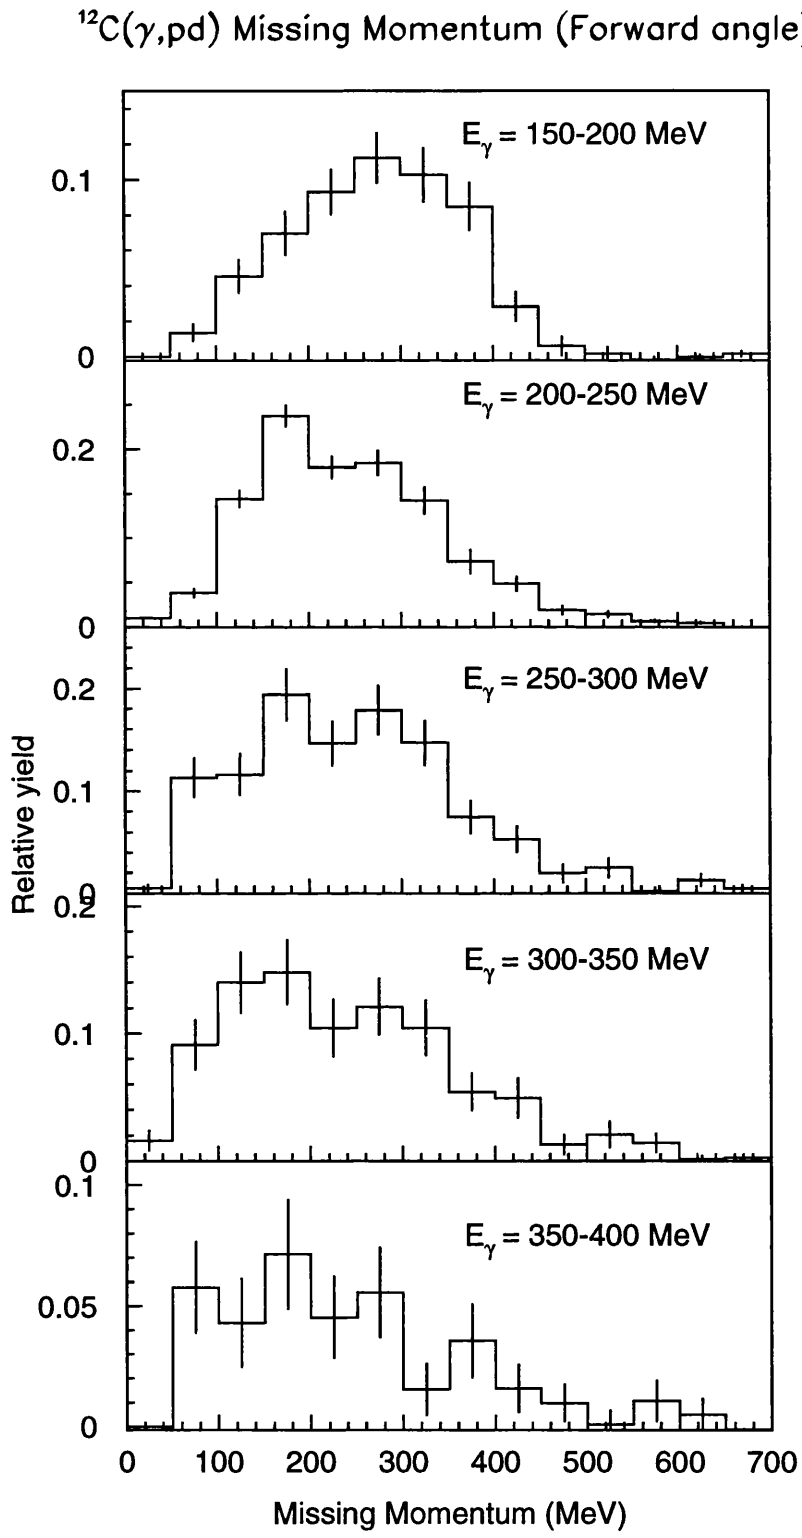 ¹²C(γ,pd) Missing Momentum (Forward angle)
E_γ = 150-200 MeV
0.1
0
E_γ = 200-250 MeV
0.2
0
E_γ = 250-300 MeV
0.2
0.1
0
Relative yield
0.2
E_γ = 300-350 MeV
0.1
0
0.1
E_γ = 350-400 MeV
0.05
0
0 100 200 300 400 500 600 700
Missing Momentum (MeV)